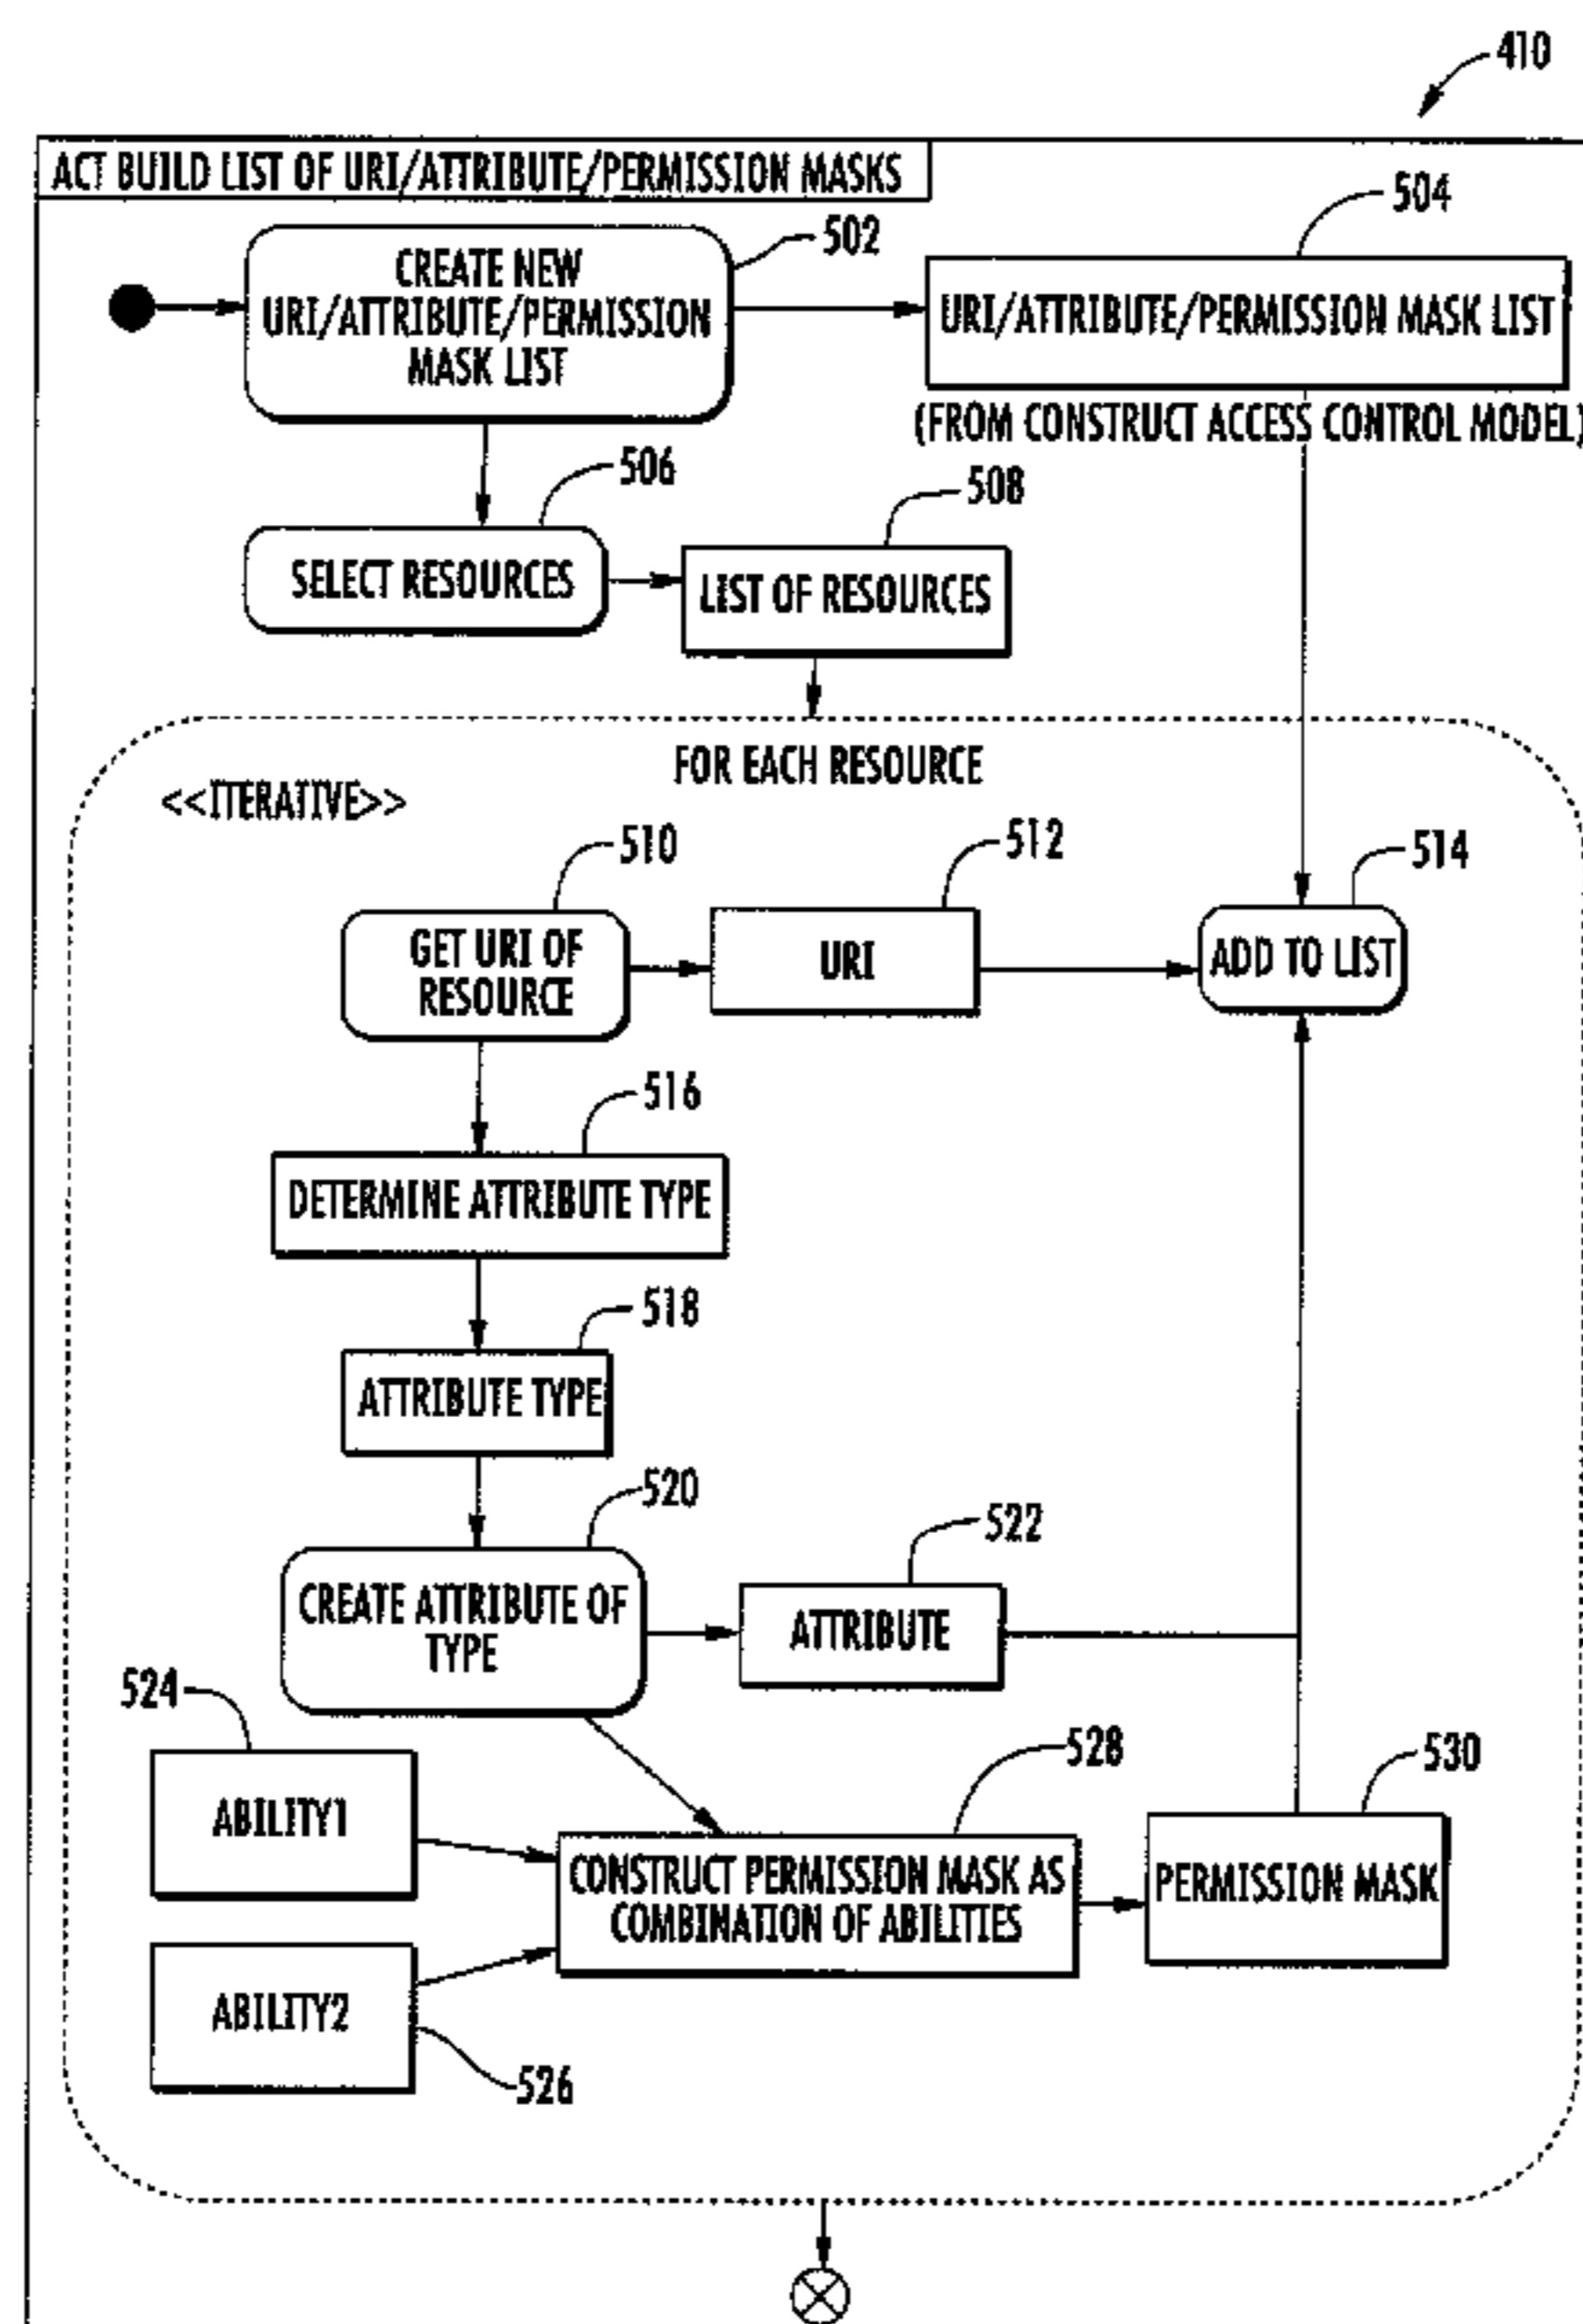 410
ACT BUILD LIST OF URI/ATTRIBUTE/PERMISSION MASKS
504
502
CREATE NEW
URI/ATTRIBUTE/PERMISSION
MASK LIST
URI/ATTRIBUTE/PERMISSION MASK LIST
(FROM CONSTRUCT ACCESS CONTROL MODEL)
506
508
SELECT RESOURCES
LIST OF RESOURCES
FOR EACH RESOURCE
<<ITERATIVE>>
510
512
514
GET URI OF
RESOURCE
URI
ADD TO LIST
516
DETERMINE ATTRIBUTE TYPE
518
ATTRIBUTE TYPE
520
522
CREATE ATTRIBUTE OF
TYPE
ATTRIBUTE
524
528
530
ABILITY1
CONSTRUCT PERMISSION MASK AS
COMBINATION OF ABILITIES
PERMISSION MASK
ABILITY2
526